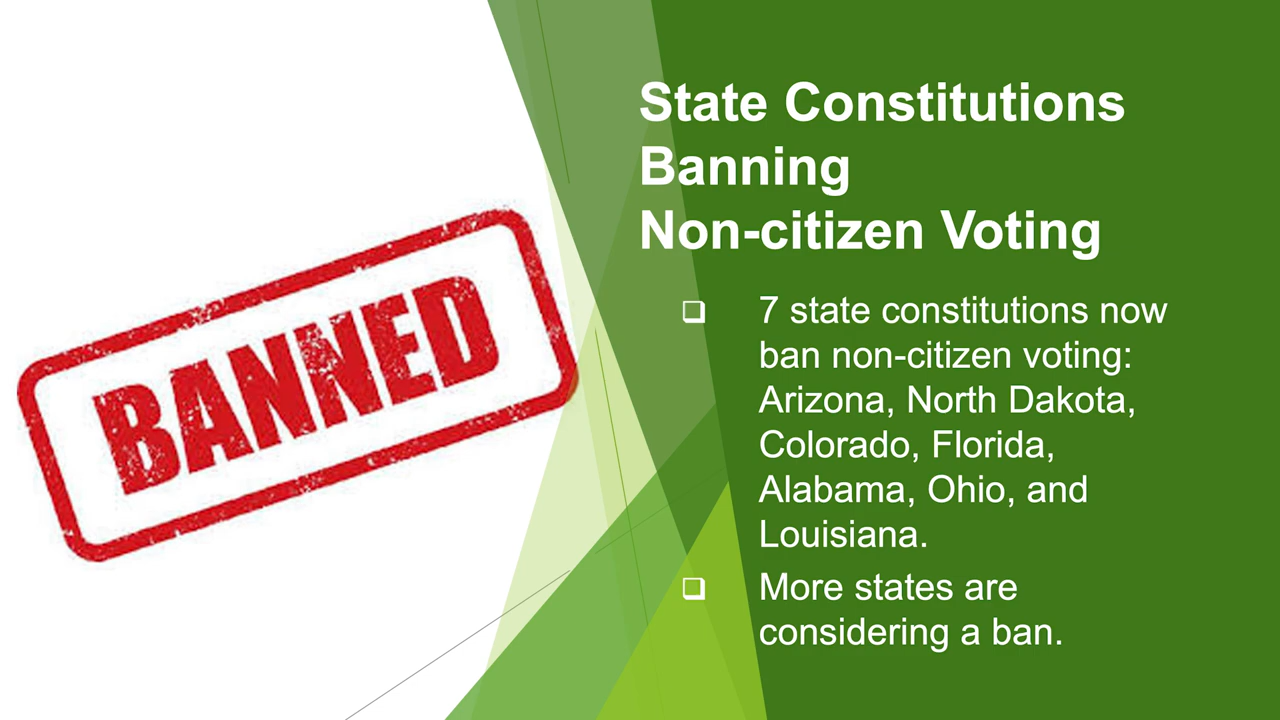 State Constitutions
Banning
Non-citizen Voting
BANNED
7 state constitutions now
ban non-citizen voting:
Arizona, North Dakota,
Colorado, Florida,
Alabama, Ohio, and
Louisiana.
More states are
considering a ban.